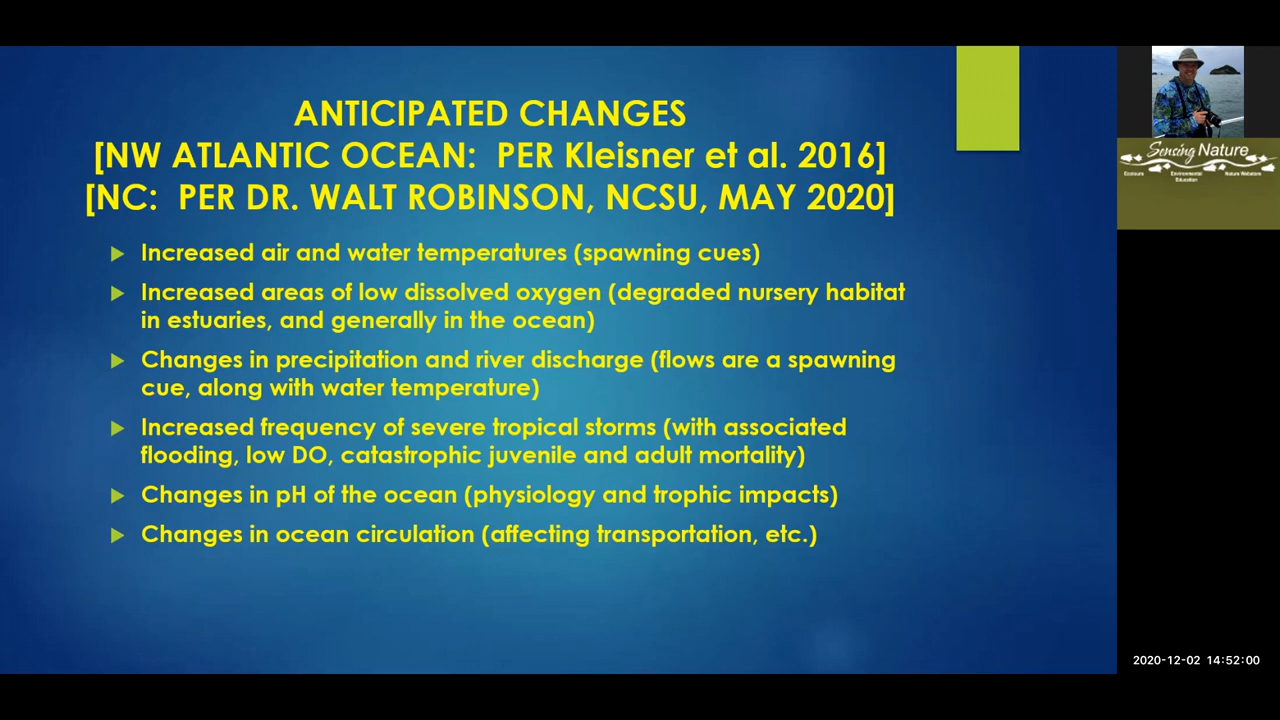 ANTICIPATED CHANGES
[NW ATLANTIC OCEAN: PER Kleisner et al. 2016]
[NC: PER DR. WALT ROBINSON, NCSU, MAY 2020]
Increased air and water temperatures (spawning cues)
Increased areas of low dissolved oxygen (degraded nursery habitat
in estuaries, and generally in the ocean)
Changes in precipitation and river discharge (flows are a spawning
cue, along with water temperature)
Increased frequency of severe tropical storms (with associated
flooding, low DO, catastrophic juvenile and adult mortality)
Changes in pH of the ocean (physiology and trophic impacts)
Changes in ocean circulation (affecting transportation, etc.)
Sensing Nature
Ecotours
Environmental
Education
Nature Webstore
2020-12-02 14:52:00